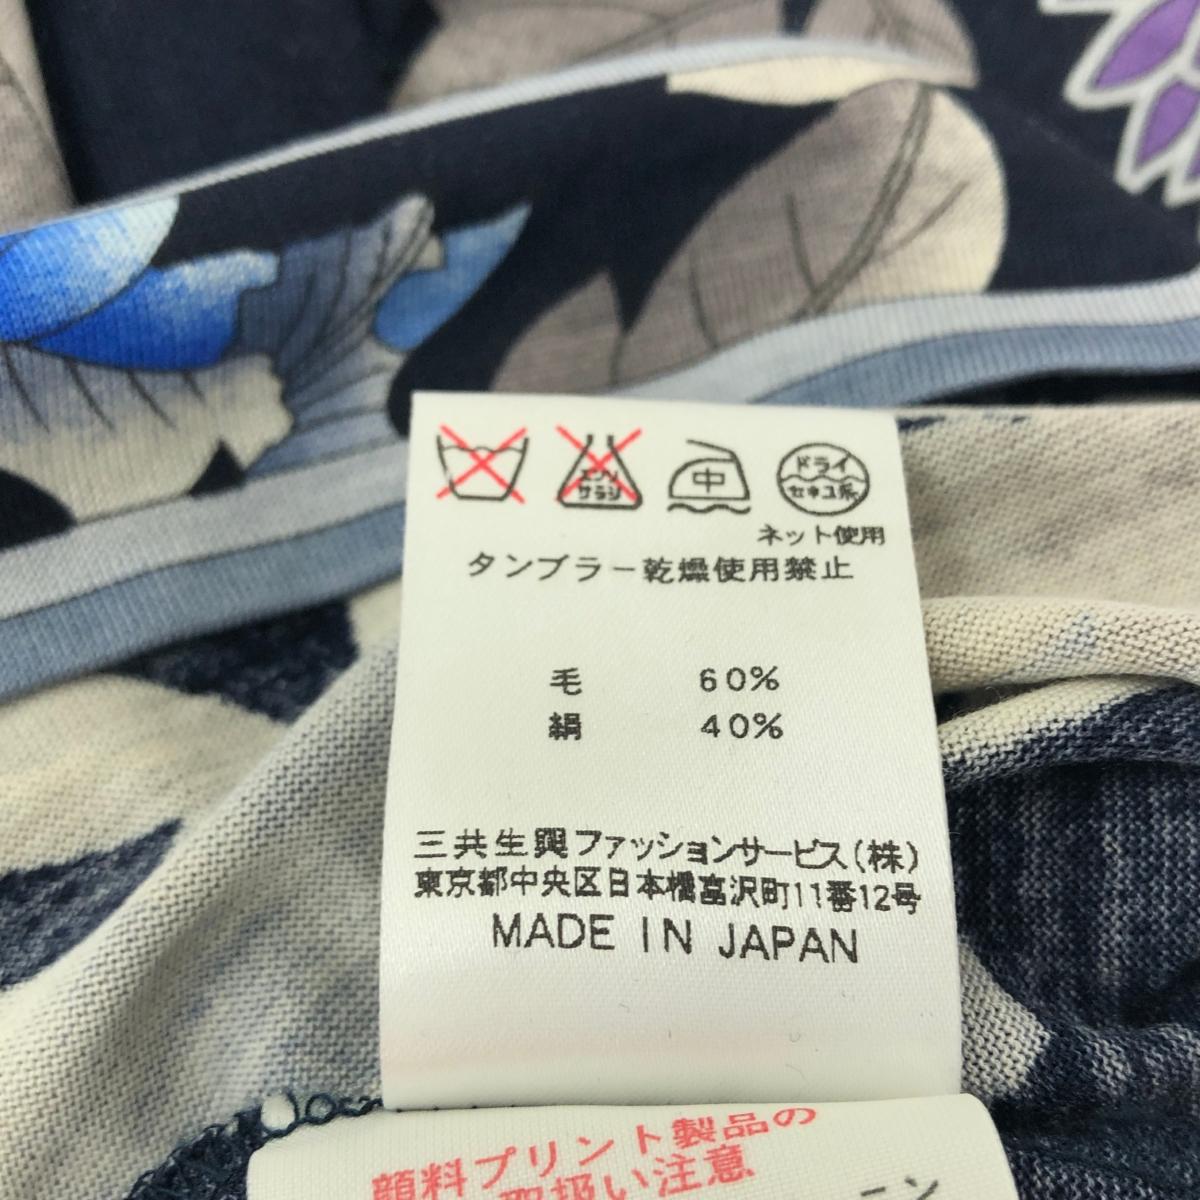 エンソ
サラシ
中
ドライ
セキユ系
ネット使用
タンブラー乾燥使用禁止
毛 60%
絹 40%
三共生興ファッションサービス(株)
東京都中央区日本橋富沢町11番12号
MADE IN JAPAN
顔料プリント製品の
取扱い注意
ニン